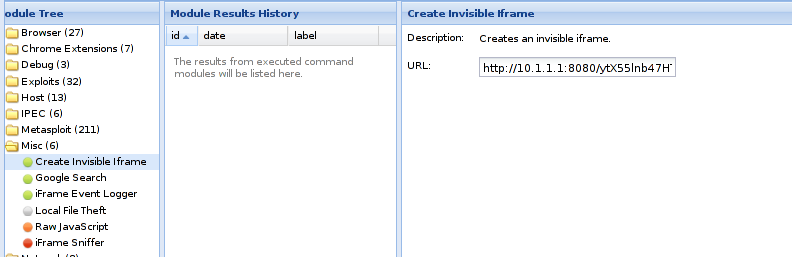 odule Tree
Browser (27)
Chrome Extensions (7)
Debug (3)
Exploits (32)
Host (13)
IPEC (6)
Metasploit (211)
Misc (6)
Create Invisible Iframe
Google Search
iFrame Event Logger
Local File Theft
Raw JavaScript
iFrame Sniffer
Module Results History
id date label
The results from executed command
modules will be listed here.
Create Invisible Iframe
Description: Creates an invisible iframe.
URL: http://10.1.1.1:8080/ytX55lnb47H